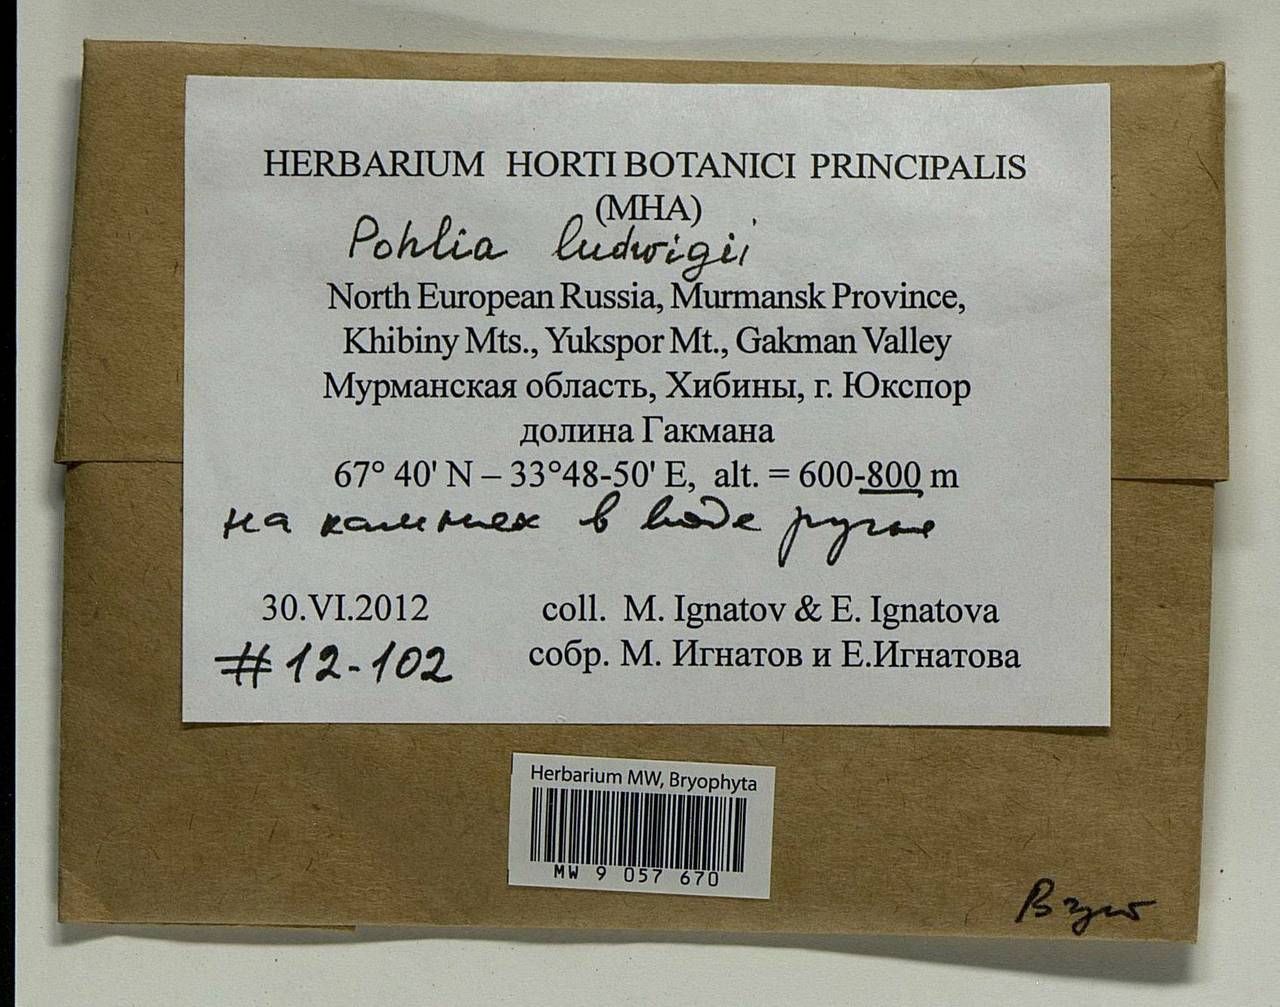 HERBARIUM HORTI BOTANICI PRINCIPALIS
(MHA)
Pohlia ludwigii
North European Russia, Murmansk Province,
Khibiny Mts., Yukspor Mt., Gakman Valley
Мурманская область, Хибины, г. Юкспор
долина Гакмана
67° 40' N – 33°48-50' E, alt. = 600-800 m
на камнях в воде ручья
30.VI.2012 coll. M. Ignatov & E. Ignatova
#12-102 собр. М. Игнатов и Е.Игнатова
Herbarium MW, Bryophyta
MW 9 057 670